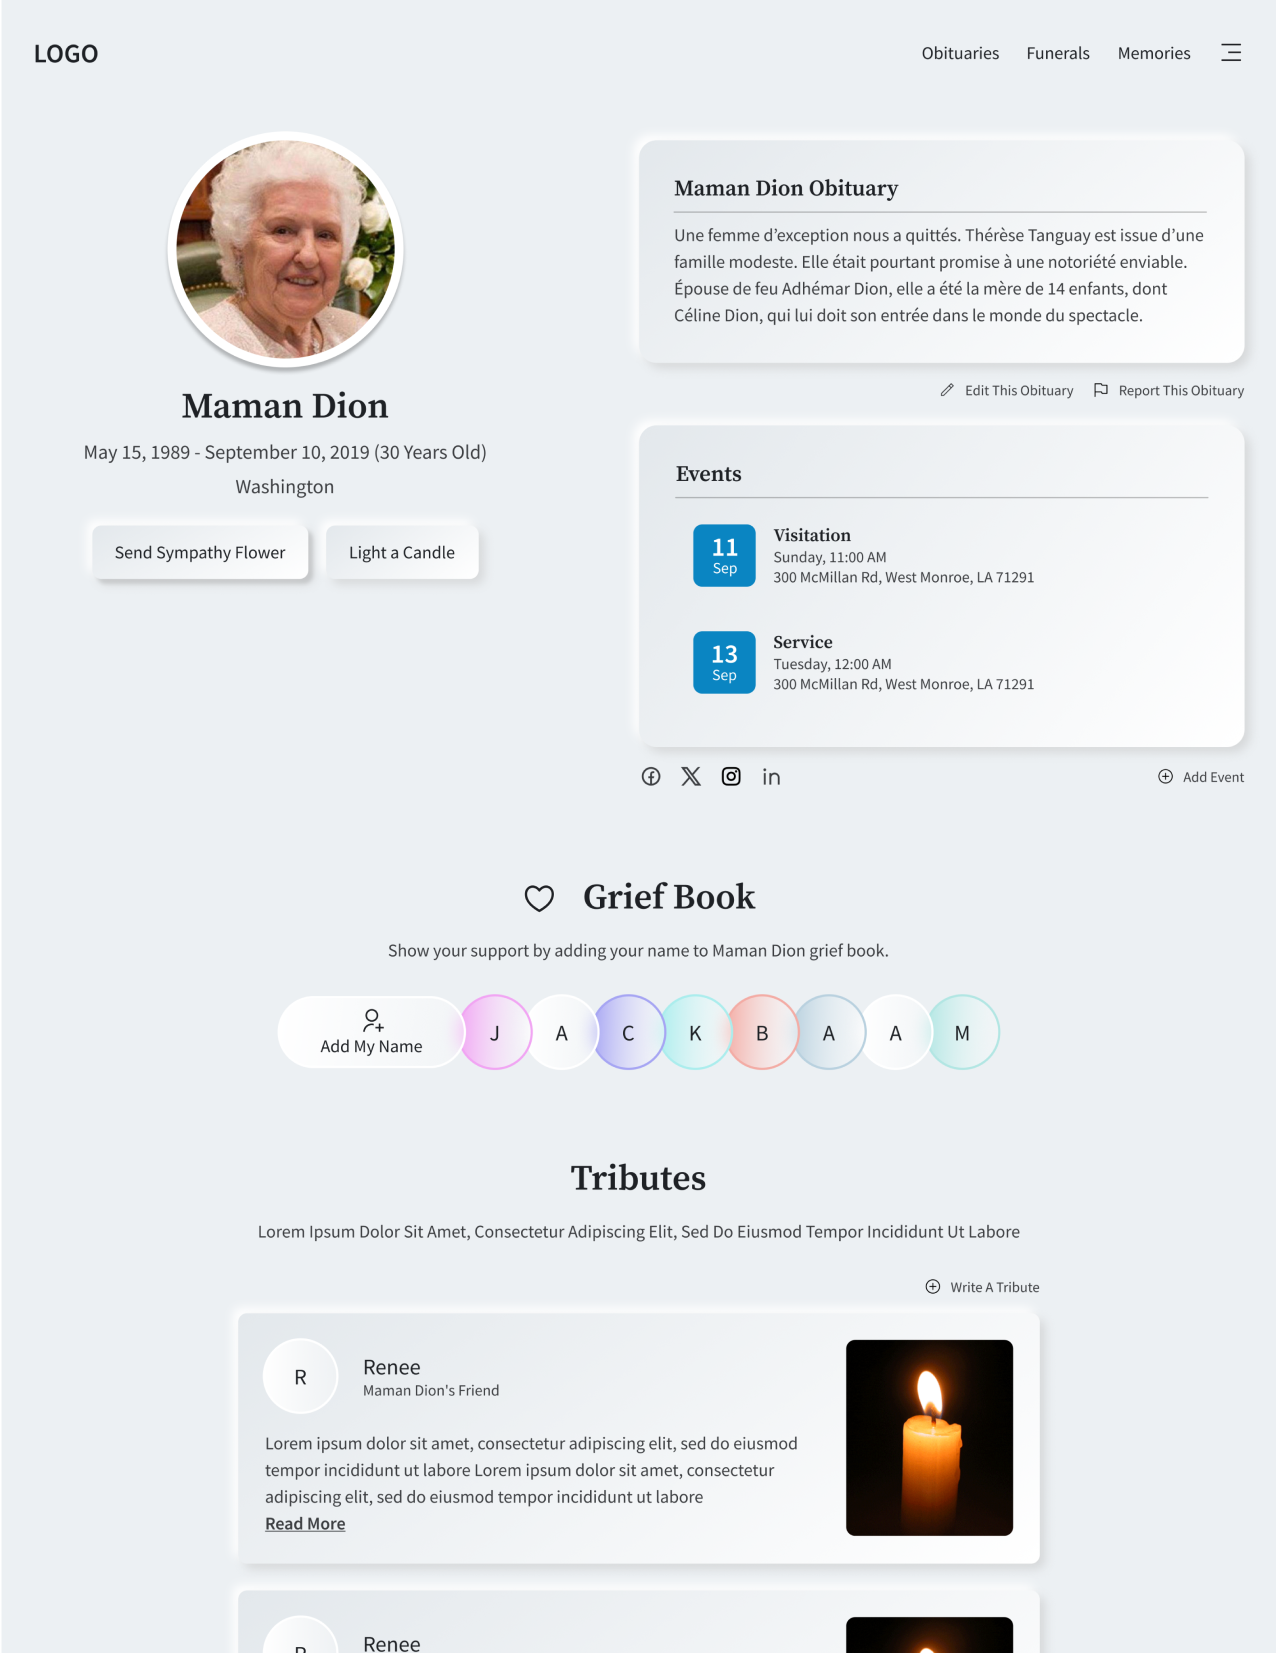 LOGO
Obituaries
Funerals
Memories
Maman Dion
May 15, 1989 - September 10, 2019 (30 Years Old)
Washington
Send Sympathy Flower
Light a Candle
Maman Dion Obituary
Une femme d’exception nous a quittés. Thérèse Tanguay est issue d’une
famille modeste. Elle était pourtant promise à une notoriété enviable.
Épouse de feu Adhémar Dion, elle a été la mère de 14 enfants, dont
Céline Dion, qui lui doit son entrée dans le monde du spectacle.
Edit This Obituary
Report This Obituary
Events
11
Sep
Visitation
Sunday, 11:00 AM
300 McMillan Rd, West Monroe, LA 71291
13
Sep
Service
Tuesday, 12:00 AM
300 McMillan Rd, West Monroe, LA 71291
in
Add Event
Grief Book
Show your support by adding your name to Maman Dion grief book.
Add My Name
J
A
C
K
B
A
A
M
Tributes
Lorem Ipsum Dolor Sit Amet, Consectetur Adipiscing Elit, Sed Do Eiusmod Tempor Incididunt Ut Labore
Write A Tribute
R
Renee
Maman Dion's Friend
Lorem ipsum dolor sit amet, consectetur adipiscing elit, sed do eiusmod
tempor incididunt ut labore Lorem ipsum dolor sit amet, consectetur
adipiscing elit, sed do eiusmod tempor incididunt ut labore
Read More
R
Renee